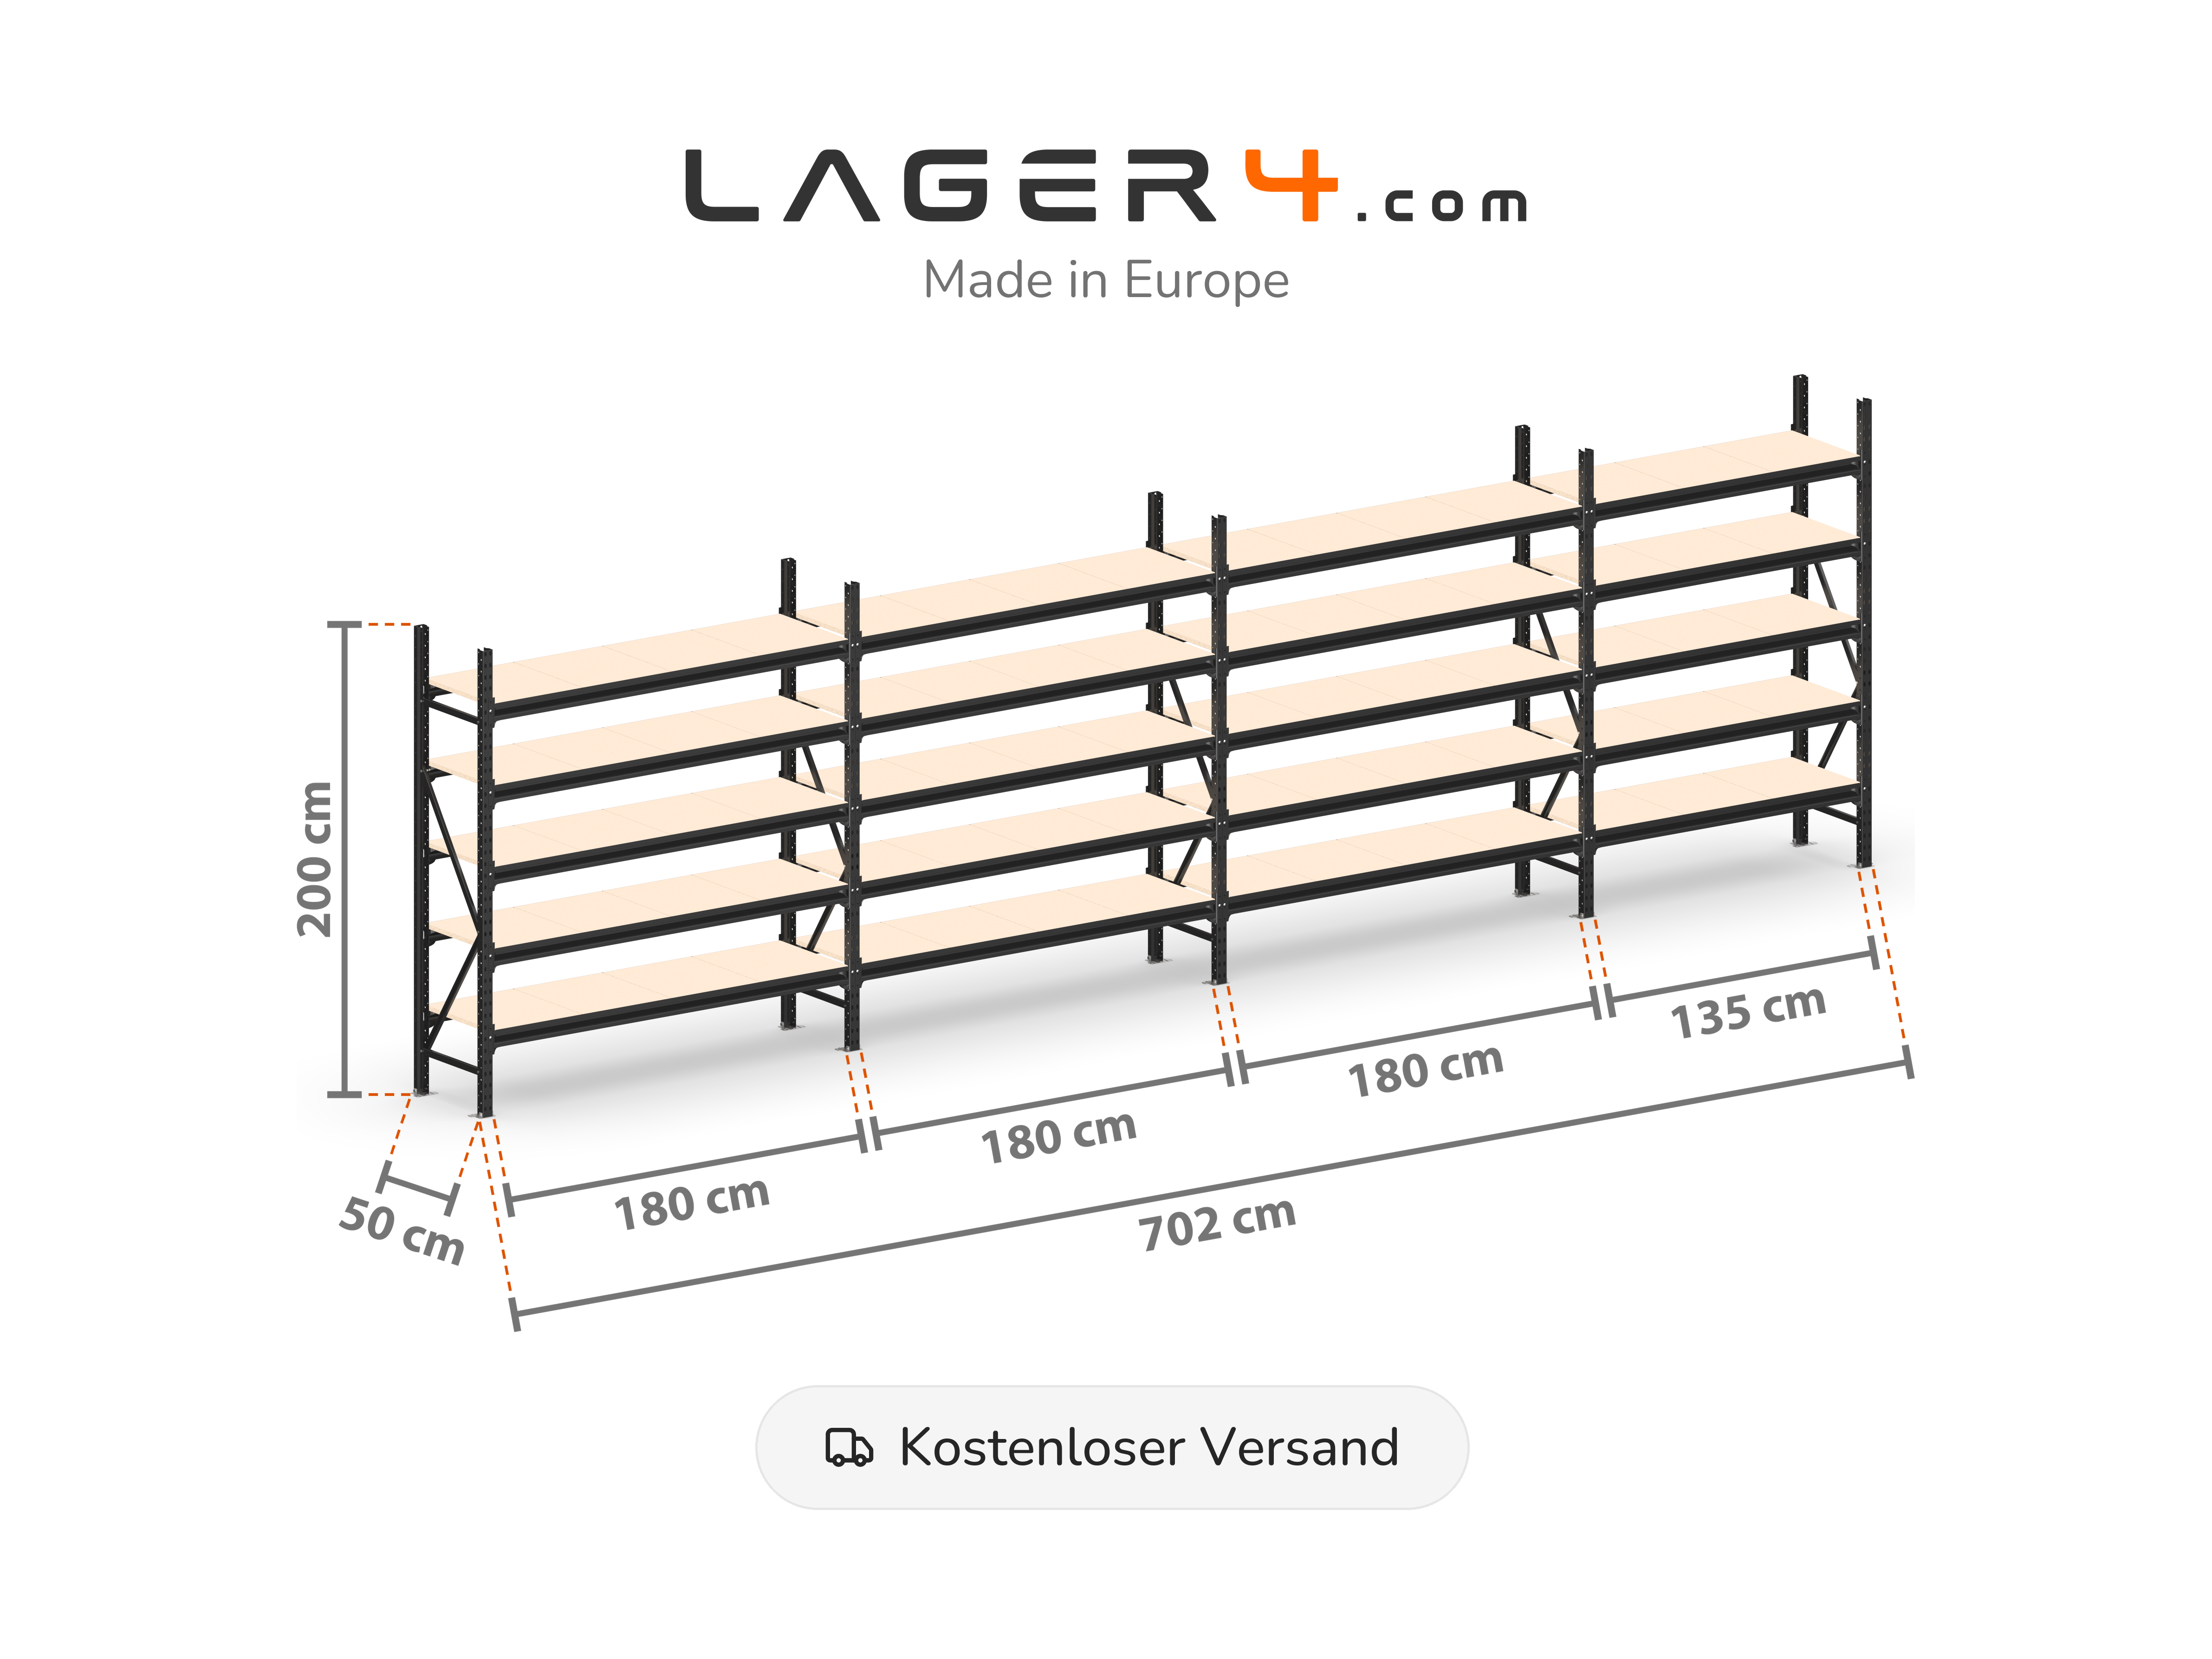 LAGER4.com
Made in Europe
200 cm
50 cm
180 cm
180 cm
180 cm
135 cm
702 cm
Kostenloser Versand